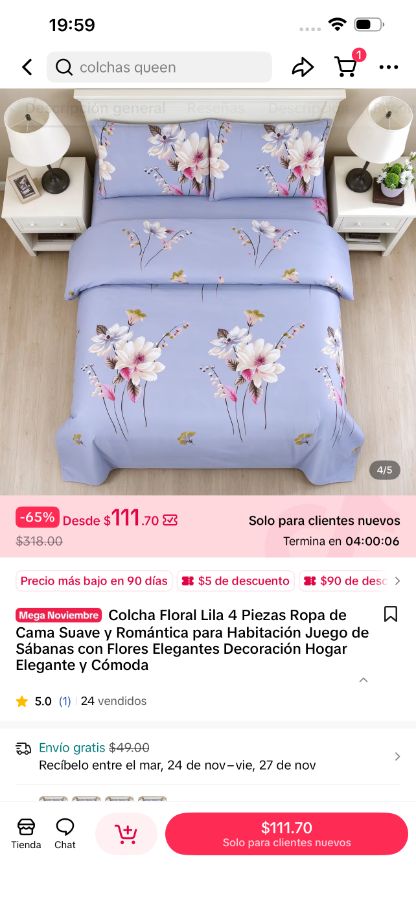 19:59
colchas queen
1
Descripción general Reseñas Descripción
4/5
-65% Desde $111.70
Solo para clientes nuevos
$318.00
Termina en 04:00:06
Precio más bajo en 90 días
$5 de descuento
$90 de desc
Mega Noviembre Colcha Floral Lila 4 Piezas Ropa de
Cama Suave y Romántica para Habitación Juego de
Sábanas con Flores Elegantes Decoración Hogar
Elegante y Cómoda
5.0 (1) 24 vendidos
Envío gratis $49.00
Recíbelo entre el mar, 24 de nov–vie, 27 de nov
Tienda
Chat
$111.70
Solo para clientes nuevos